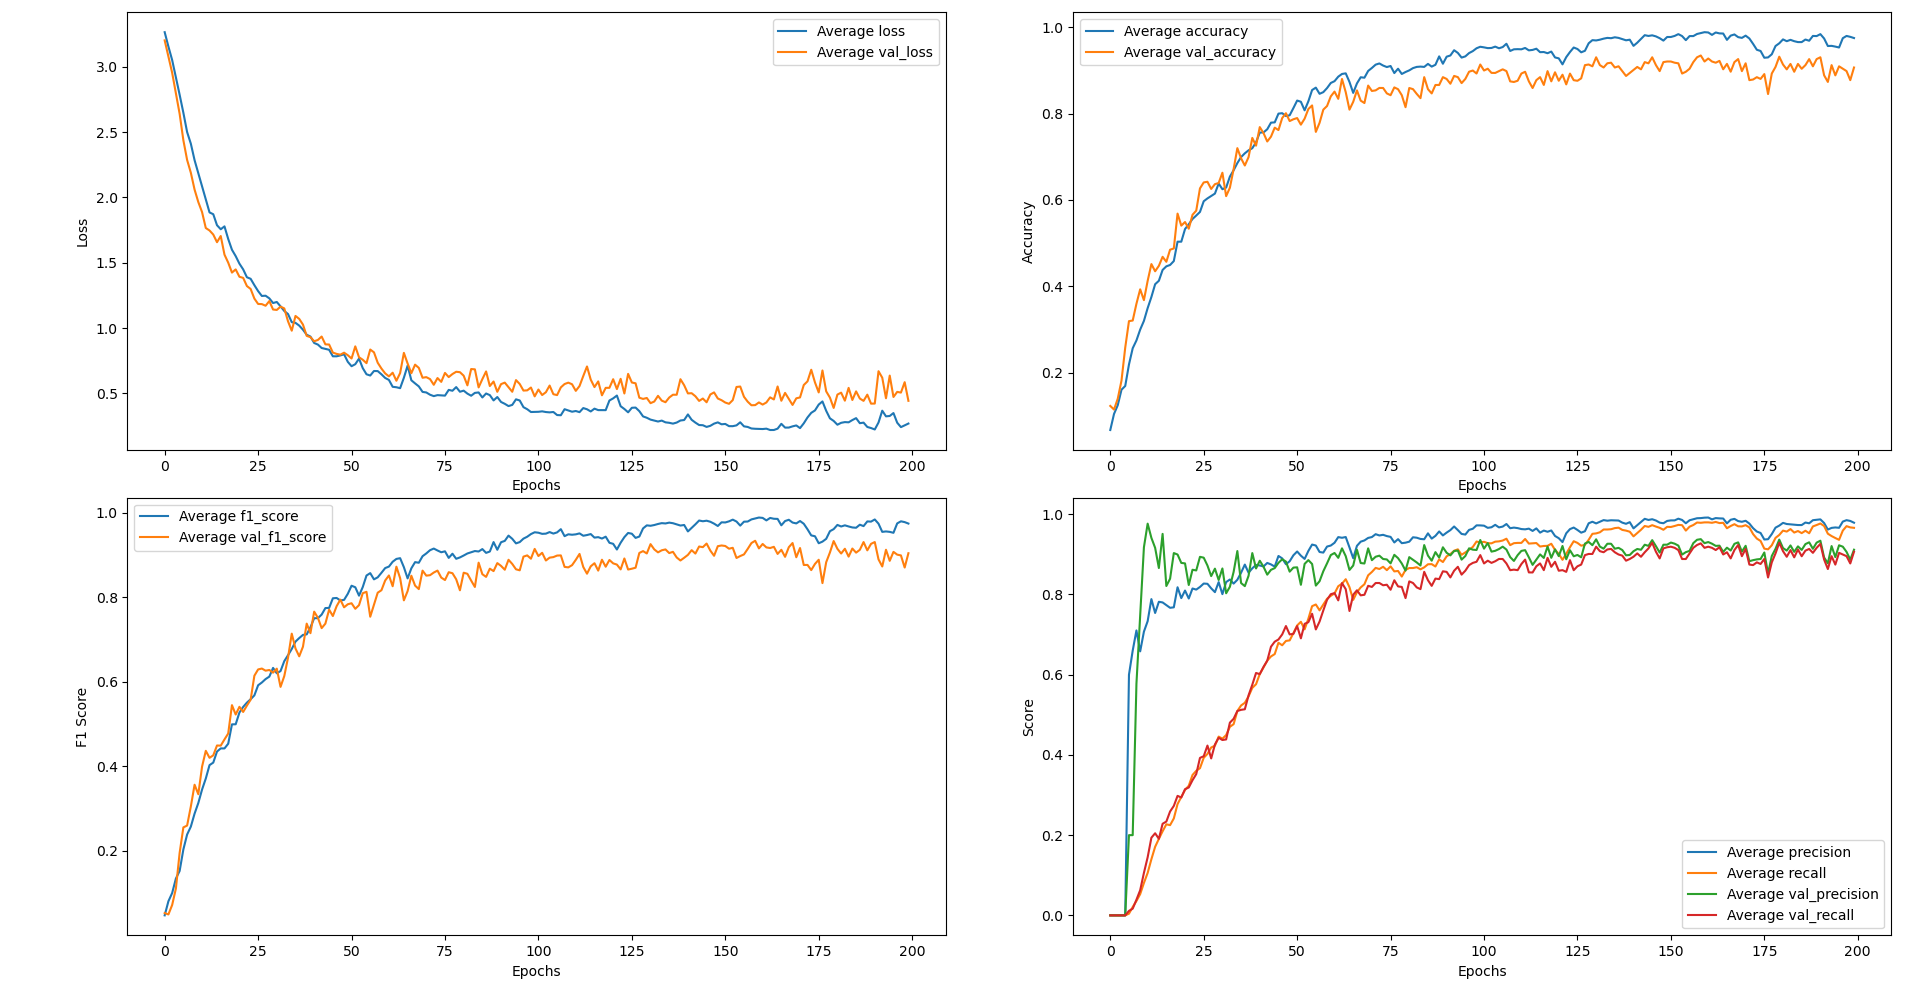 Average loss
Average val_loss
3.0
2.5
2.0
1.5
1.0
0.5
Loss
0 25 50 75 100 125 150 175 200
Epochs
Average accuracy
Average val_accuracy
1.0
0.8
0.6
0.4
0.2
Accuracy
0 25 50 75 100 125 150 175 200
Epochs
Average f1_score
Average val_f1_score
1.0
0.8
0.6
0.4
0.2
F1 Score
0 25 50 75 100 125 150 175 200
Epochs
1.0
0.8
0.6
0.4
0.2
0.0
Score
Average precision
Average recall
Average val_precision
Average val_recall
0 25 50 75 100 125 150 175 200
Epochs